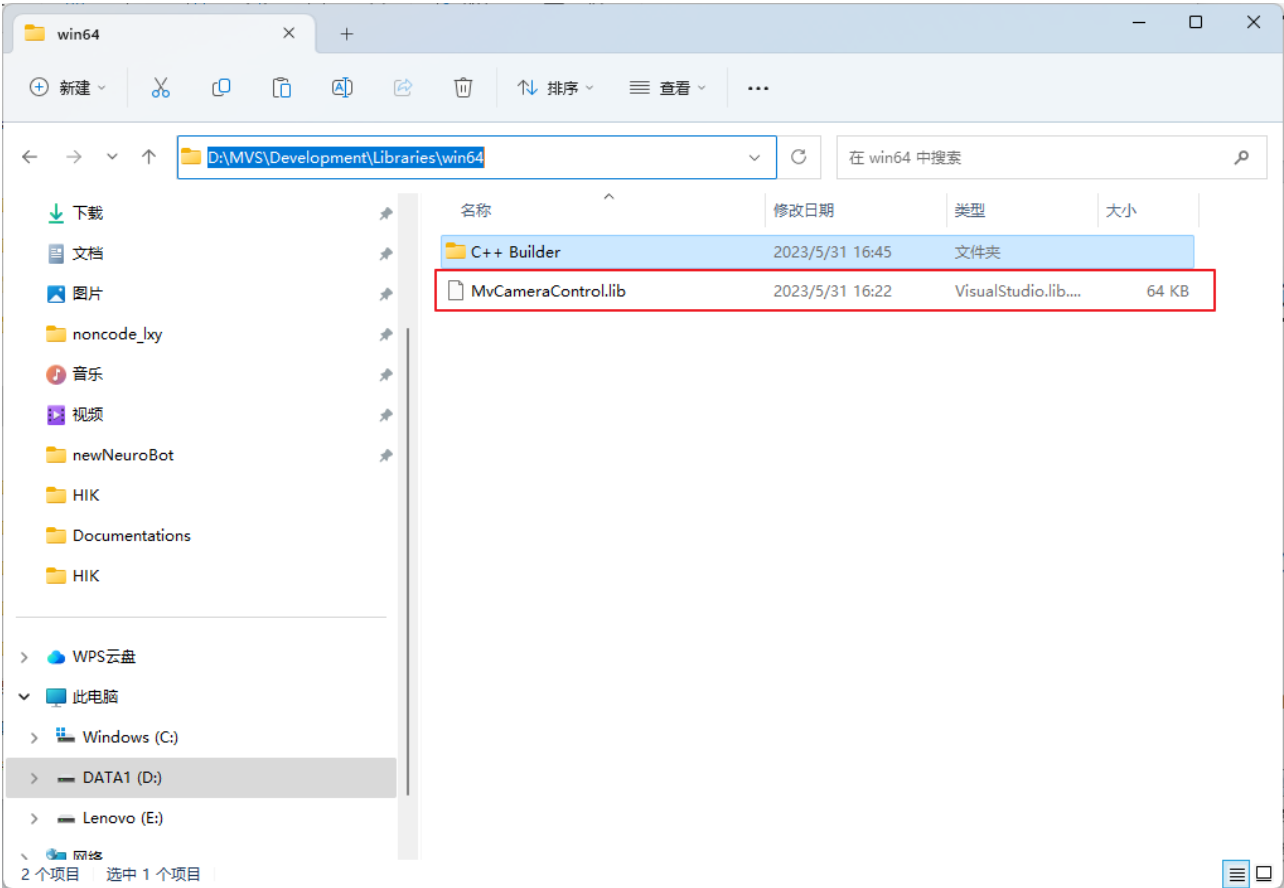 win64
新建
排序
查看
D:\MVS\Development\Libraries\win64
在 win64 中搜索
名称 修改日期 类型 大小
C++ Builder 2023/5/31 16:45 文件夹
MvCameraControl.lib 2023/5/31 16:22 VisualStudio.lib.... 64 KB
下载
文档
图片
noncode_lxy
音乐
视频
newNeuroBot
HIK
Documentations
HIK
WPS云盘
此电脑
Windows (C:)
DATA1 (D:)
Lenovo (E:)
网络
2 个项目 选中 1 个项目